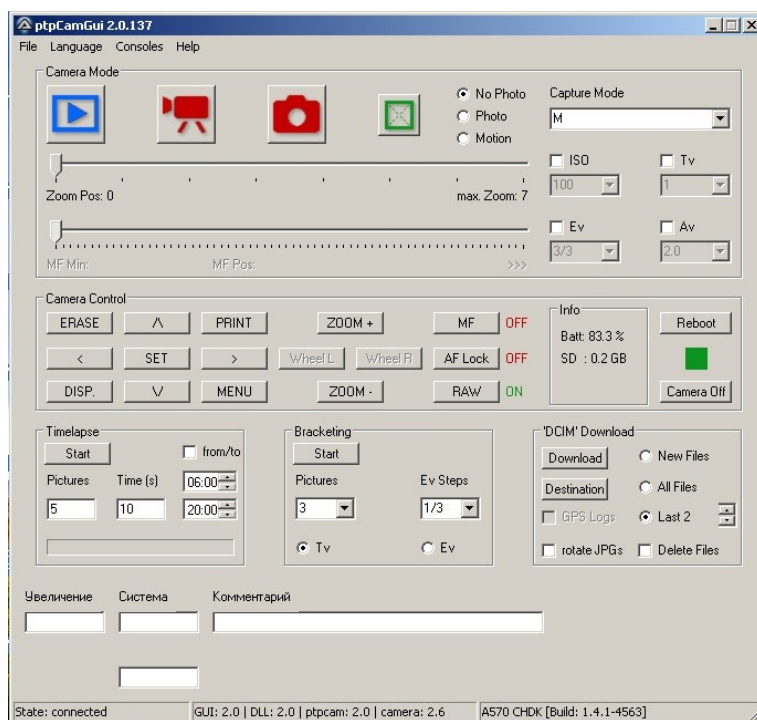 ptpCamGui 2.0.137
File Language Consoles Help
Camera Mode
No Photo
Photo
Motion
Capture Mode
M
Zoom Pos: 0 max. Zoom: 7
ISO Tv
100 1
MF Min: MF Pos: >>>
Ev Av
3/3 2.0
Camera Control
ERASE /\ PRINT ZOOM + MF OFF
< SET > Wheel L Wheel R AF Lock OFF
DISP. \/ MENU ZOOM - RAW ON
Info
Batt: 83.3 %
SD : 0.2 GB
Reboot
Camera Off
Timelapse
Start from/to
Pictures Time (s) 06:00
5 10 20:00
Bracketing
Start
Pictures Ev Steps
3 1/3
Tv Ev
'DCIM' Download
Download New Files
Destination All Files
GPS Logs Last 2
rotate JPGs Delete Files
Увеличение Система Комментарий
State: connected GUI: 2.0 | DLL: 2.0 | ptpcam: 2.0 | camera: 2.6 A570 CHDK [Build: 1.4.1-4563]